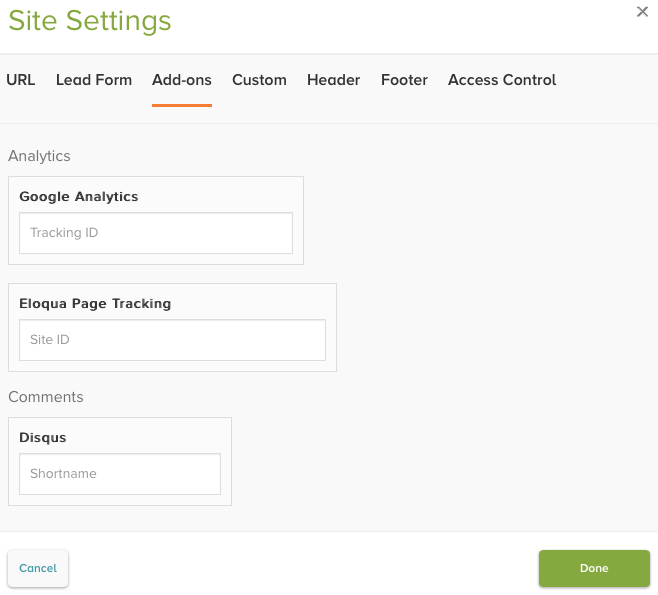 Site Settings
URL Lead Form Add-ons Custom Header Footer Access Control
Analytics
Google Analytics
Tracking ID
Eloqua Page Tracking
Site ID
Comments
Disqus
Shortname
Cancel Done